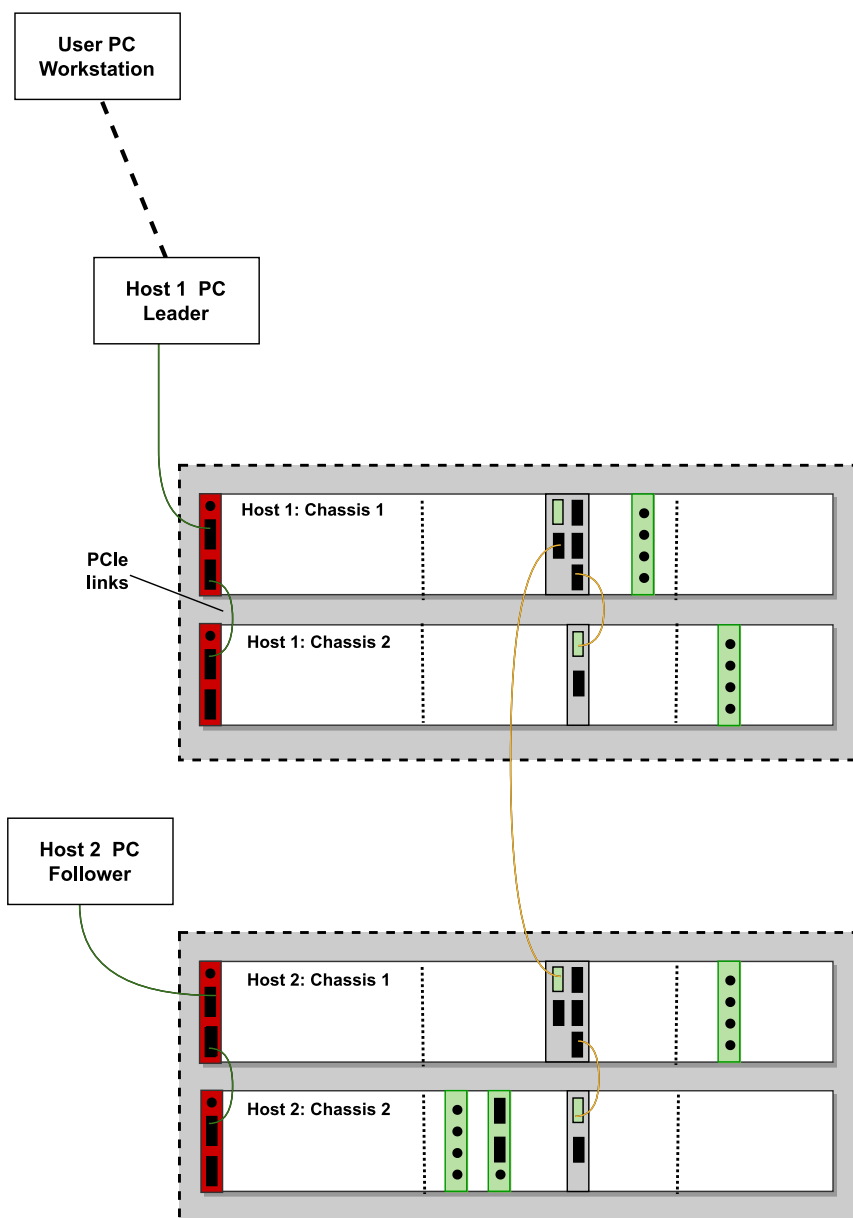 User PC
Workstation
Host 1 PC
Leader
Host 1: Chassis 1
PCIe
links
Host 1: Chassis 2
Host 2 PC
Follower
Host 2: Chassis 1
Host 2: Chassis 2